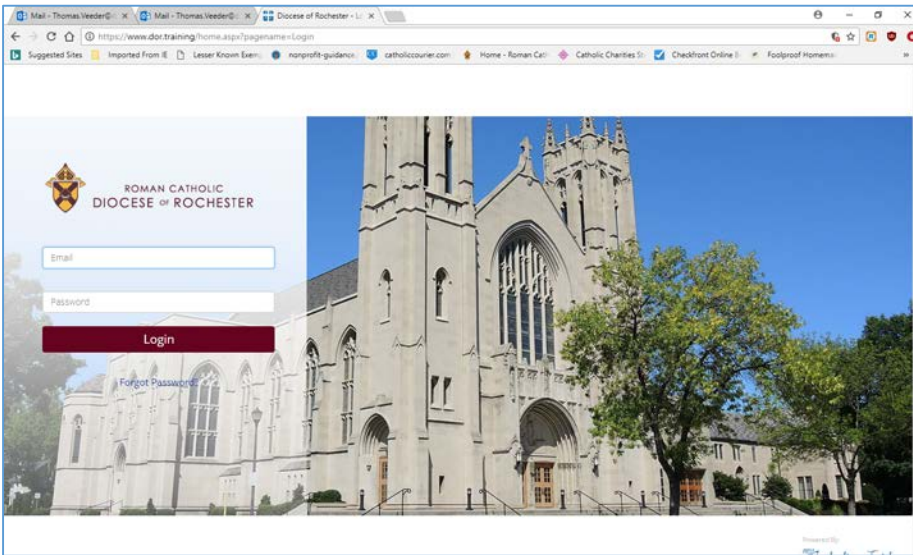 Mail - Thomas.Veeder@ Mail - Thomas.Veeder@ Diocese of Rochester - L
https://www.dor.training/home.aspx?pagename=Login
Suggested Sites Imported From IE Lesser Known Exem nonprofit-guidance. catholiccourier.com Home - Roman Cath Catholic Charities St Checkfront Online B Foolproof Homema
ROMAN CATHOLIC
DIOCESE OF ROCHESTER
Email
Password
Login
Forgot Password?
Powered By